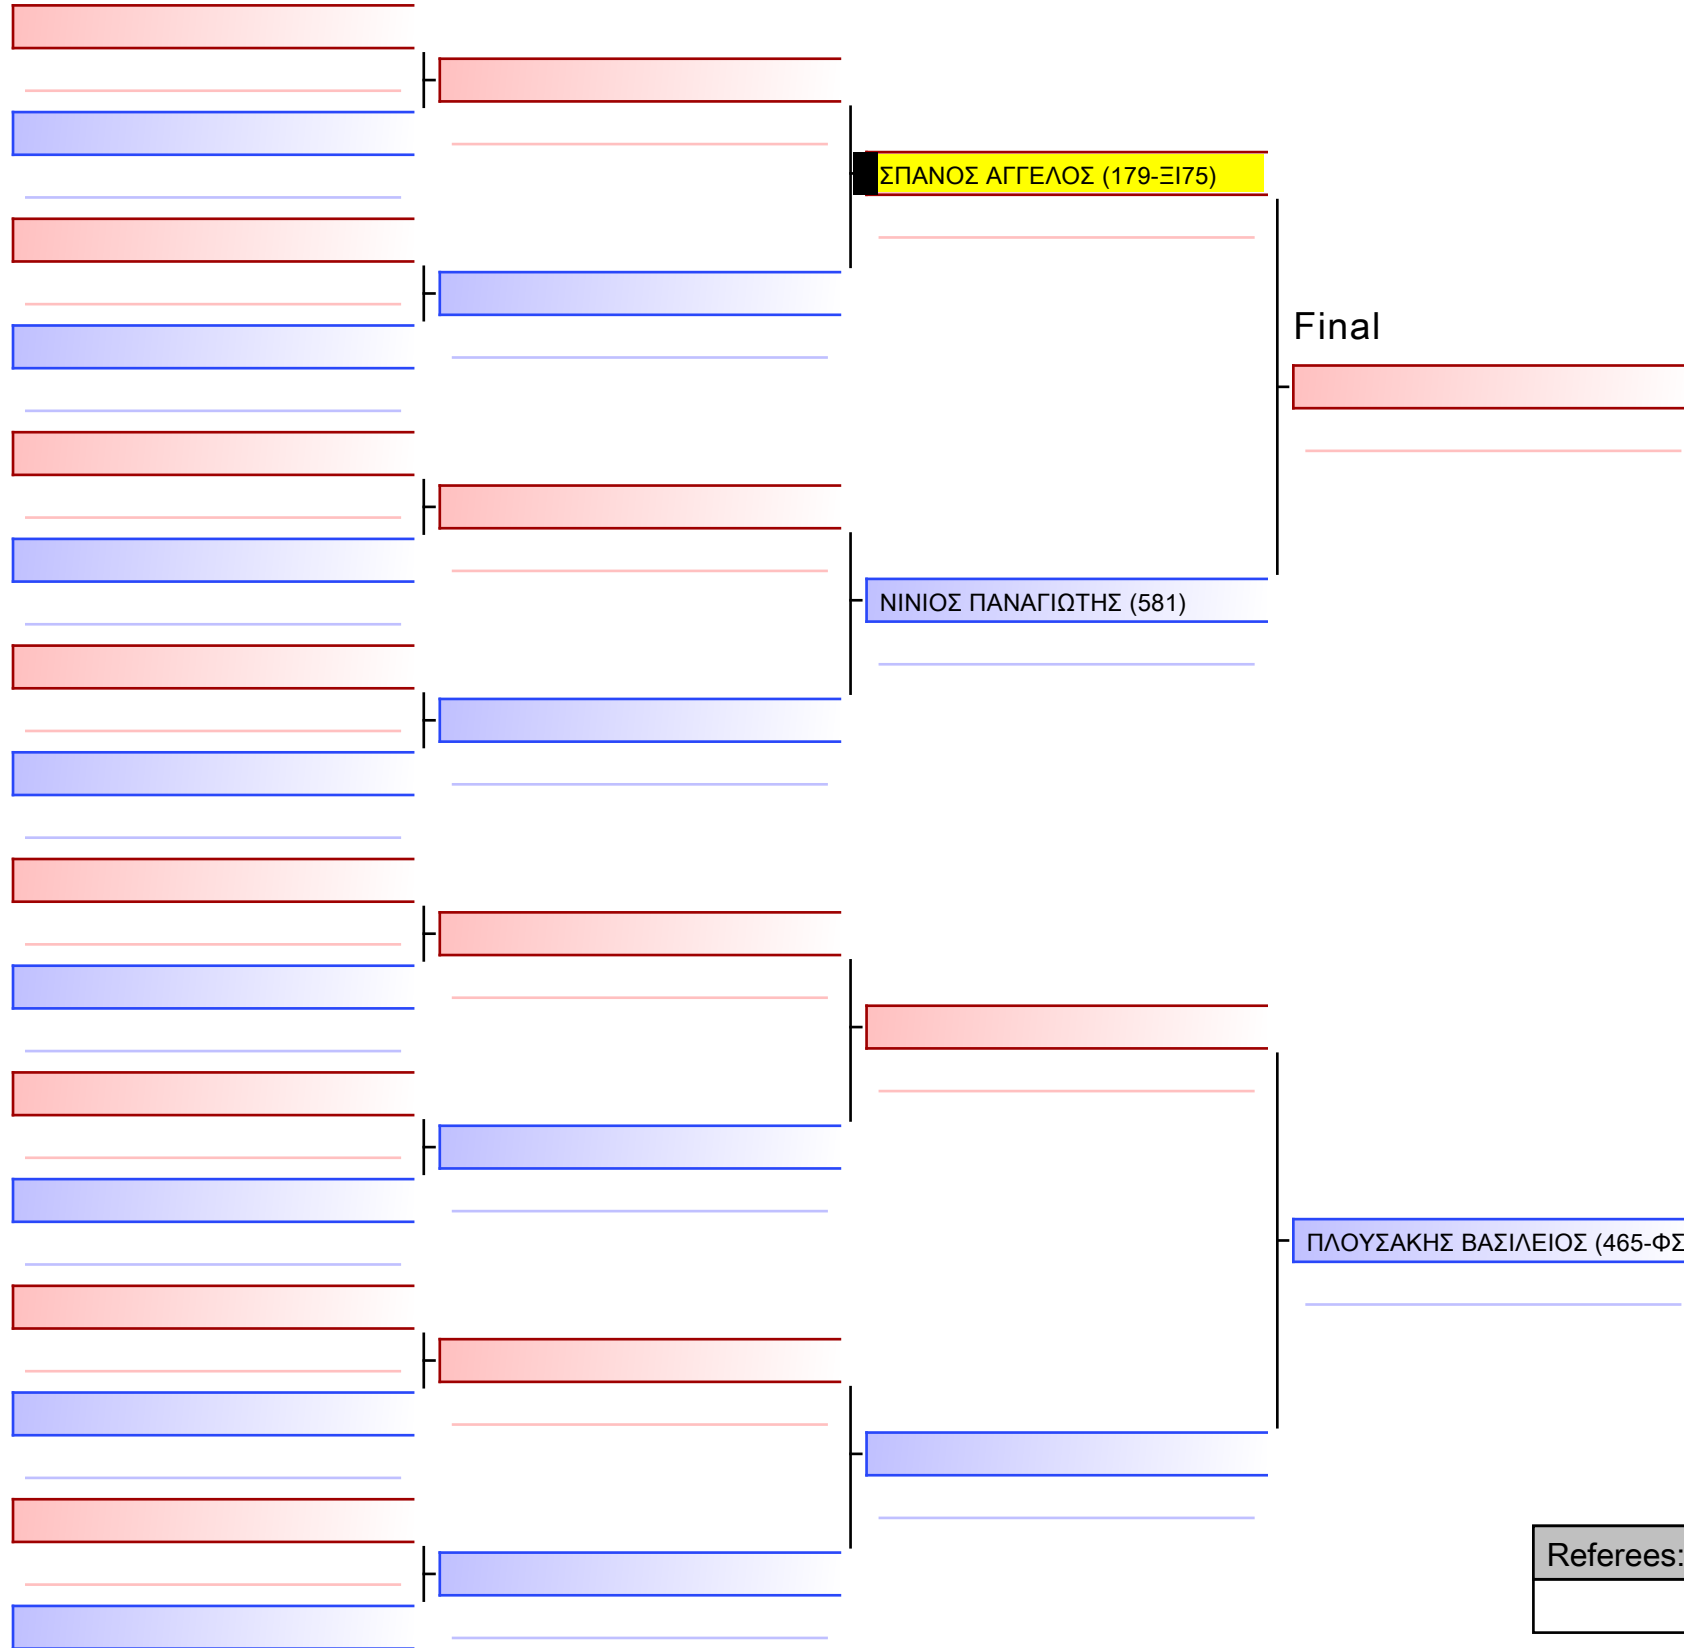 ΣΠΑΝΟΣ ΑΓΓΕΛΟΣ (179-ΞΙ75)
Final
ΝΙΝΙΟΣ ΠΑΝΑΓΙΩΤΗΣ (581)
ΠΛΟΥΣΑΚΗΣ ΒΑΣΙΛΕΙΟΣ (465-ΦΣ
Referees: